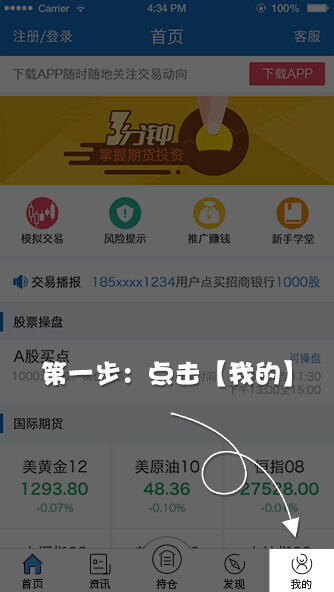 Carrier 4:34 PM 100%
注册/登录 首页 客服
下载APP随时随地关注交易动向 下载APP
3分钟
掌握期货投资
模拟交易 风险提示 推广赚钱 新手学堂
交易播报 185xxxx1234用户点买招商银行1000股
股票操盘
A股买点 可操盘
第一步：点击【我的】
下午13:00至15:00
国际期货
美黄金12 美原油10 恒指08
1293.80 48.36 27528.00
-0.07% -0.10% -0.01%
首页 资讯 持仓 发现 我的